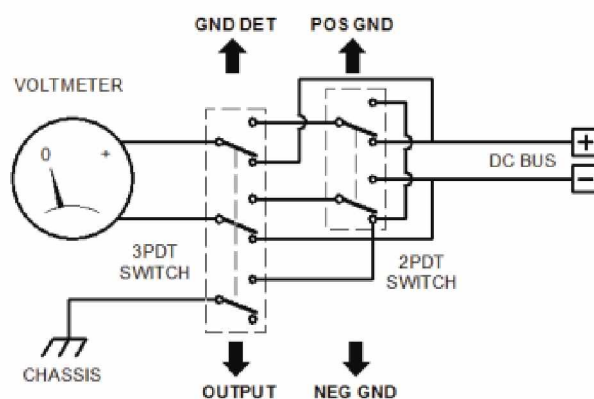 GND DET
POS GND
VOLTMETER
0
+
+
DC BUS
−
3PDT
SWITCH
2PDT
SWITCH
CHASSIS
OUTPUT
NEG GND